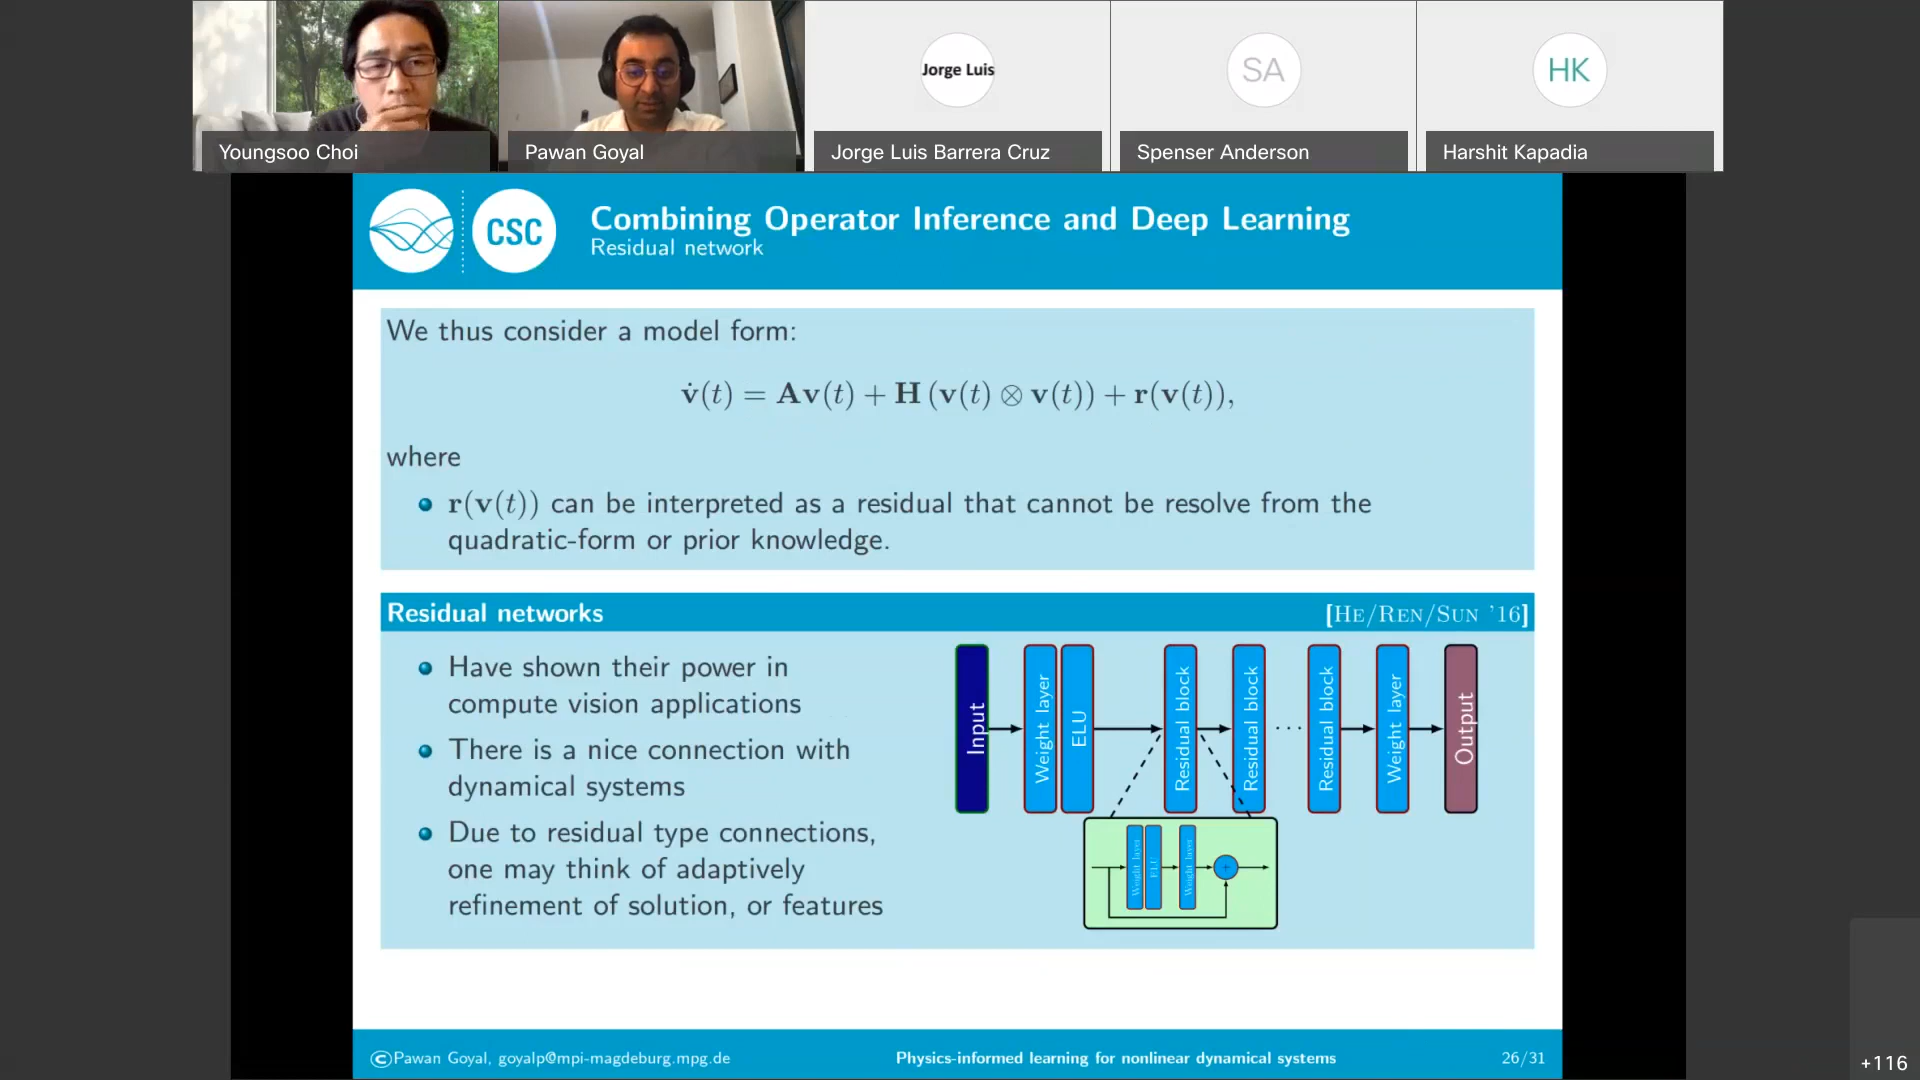 Jorge Luis
SA
HK
Youngsoo Choi
Pawan Goyal
Jorge Luis Barrera Cruz
Spenser Anderson
Harshit Kapadia
CSC
Combining Operator Inference and Deep Learning
Residual network
We thus consider a model form:
v̇(t) = Av(t) + H (v(t) ⊗ v(t)) + r(v(t)),
where
r(v(t)) can be interpreted as a residual that cannot be resolve from the
quadratic-form or prior knowledge.
Residual networks
[He/Ren/Sun '16]
Have shown their power in
compute vision applications
There is a nice connection with
dynamical systems
Due to residual type connections,
one may think of adaptively
refinement of solution, or features
Input
Weight layer
ELU
Residual block
Residual block
· · ·
Residual block
Weight layer
Output
Weight layer
ELU
Weight layer
+
©Pawan Goyal, goyalp@mpi-magdeburg.mpg.de
Physics-informed learning for nonlinear dynamical systems
26/31
+116